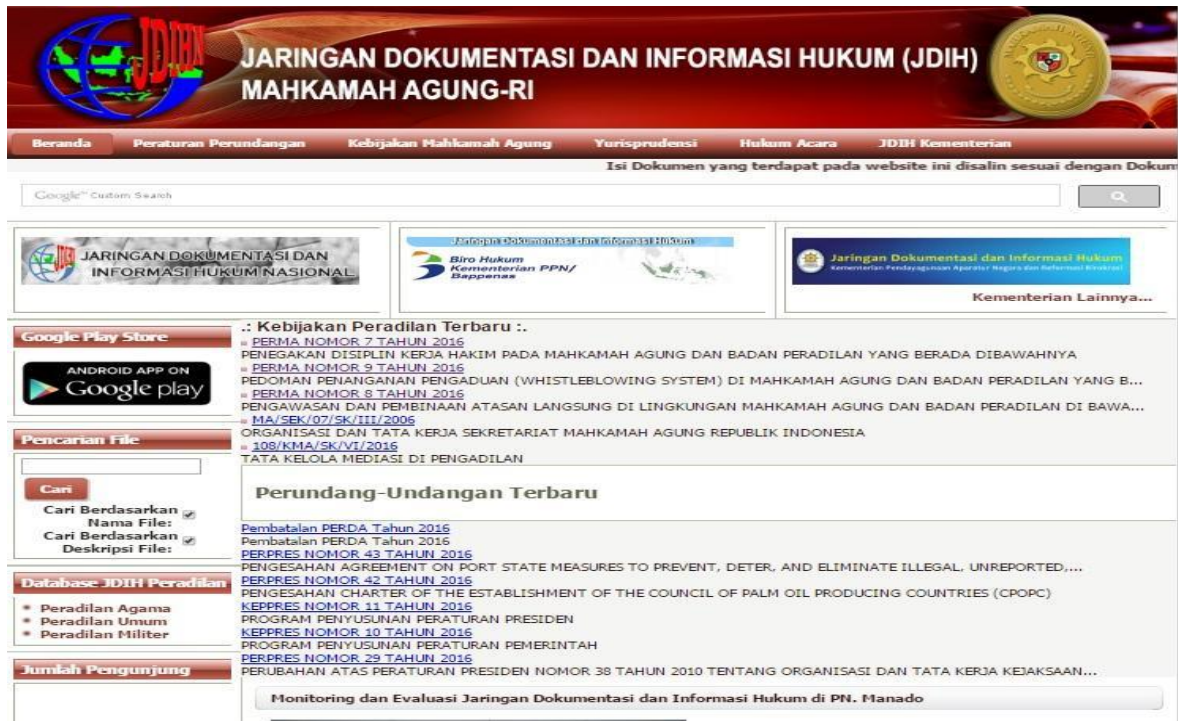 JDIHN
JARINGAN DOKUMENTASI DAN INFORMASI HUKUM (JDIH)
MAHKAMAH AGUNG-RI
Beranda Peraturan Perundangan Kebijakan Mahkamah Agung Yurisprudensi Hukum Acara JDIH Kementerian
Isi Dokumen yang terdapat pada website ini disalin sesuai dengan Dokum
Google™ Custom Search
JARINGAN DOKUMENTASI DAN
INFORMASI HUKUM NASIONAL
Jaringan Dokumentasi dan Informasi Hukum
Biro Hukum
Kementerian PPN/
Bappenas
Jaringan Dokumentasi dan Informasi Hukum
Kementerian Pendayagunaan Aparatur Negara dan Reformasi Birokrasi
Kementerian Lainnya...
Google Play Store
ANDROID APP ON
Google play
Pencarian File
Cari
Cari Berdasarkan
Nama File:
Cari Berdasarkan
Deskripsi File:
Database JDIH Peradilan
* Peradilan Agama
* Peradilan Umum
* Peradilan Militer
Jumlah Pengunjung
.: Kebijakan Peradilan Terbaru :.
» PERMA NOMOR 7 TAHUN 2016
PENEGAKAN DISIPLIN KERJA HAKIM PADA MAHKAMAH AGUNG DAN BADAN PERADILAN YANG BERADA DIBAWAHNYA
» PERMA NOMOR 9 TAHUN 2016
PEDOMAN PENANGANAN PENGADUAN (WHISTLEBLOWING SYSTEM) DI MAHKAMAH AGUNG DAN BADAN PERADILAN YANG B...
» PERMA NOMOR 8 TAHUN 2016
PENGAWASAN DAN PEMBINAAN ATASAN LANGSUNG DI LINGKUNGAN MAHKAMAH AGUNG DAN BADAN PERADILAN DI BAWA...
» MA/SEK/07/SK/III/2006
ORGANISASI DAN TATA KERJA SEKRETARIAT MAHKAMAH AGUNG REPUBLIK INDONESIA
» 108/KMA/SK/VI/2016
TATA KELOLA MEDIASI DI PENGADILAN
Perundang-Undangan Terbaru
Pembatalan PERDA Tahun 2016
Pembatalan PERDA Tahun 2016
PERPRES NOMOR 43 TAHUN 2016
PENGESAHAN AGREEMENT ON PORT STATE MEASURES TO PREVENT, DETER, AND ELIMINATE ILLEGAL, UNREPORTED,...
PERPRES NOMOR 42 TAHUN 2016
PENGESAHAN CHARTER OF THE ESTABLISHMENT OF THE COUNCIL OF PALM OIL PRODUCING COUNTRIES (CPOPC)
KEPPRES NOMOR 11 TAHUN 2016
PROGRAM PENYUSUNAN PERATURAN PRESIDEN
KEPPRES NOMOR 10 TAHUN 2016
PROGRAM PENYUSUNAN PERATURAN PEMERINTAH
PERPRES NOMOR 29 TAHUN 2016
PERUBAHAN ATAS PERATURAN PRESIDEN NOMOR 38 TAHUN 2010 TENTANG ORGANISASI DAN TATA KERJA KEJAKSAAN...
Monitoring dan Evaluasi Jaringan Dokumentasi dan Informasi Hukum di PN. Manado